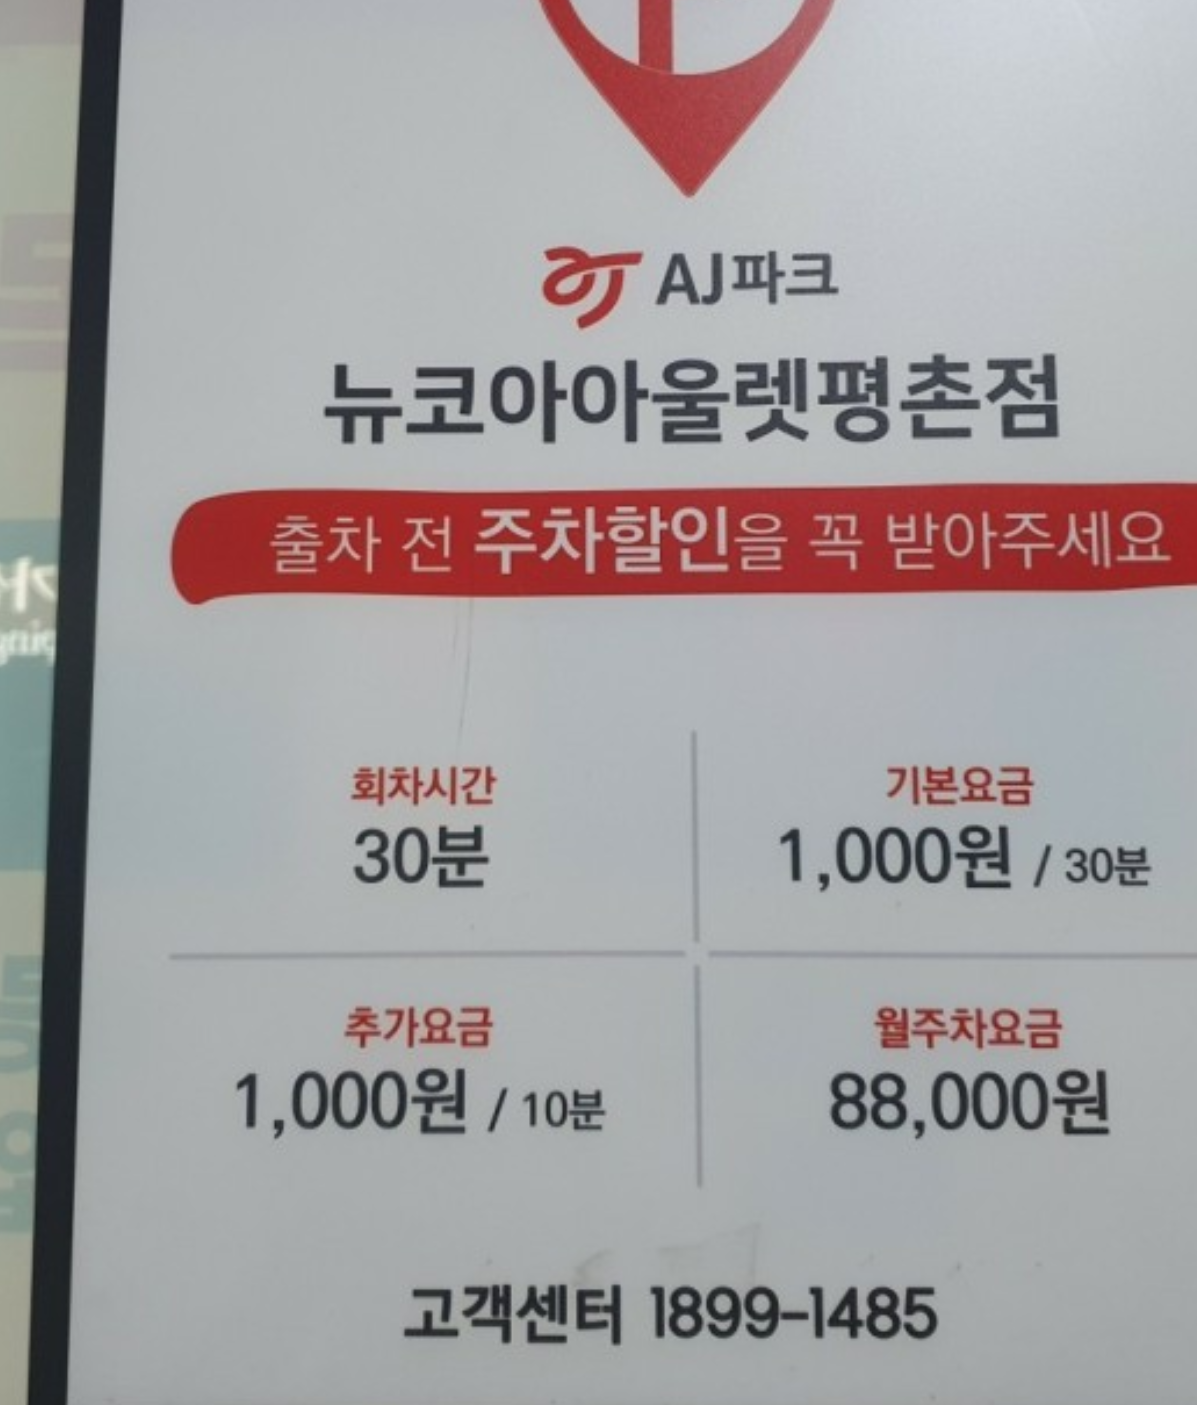 AJ파크
뉴코아아울렛평촌점
출차 전 주차할인을 꼭 받아주세요
회차시간
30분
기본요금
1,000원 / 30분
추가요금
1,000원 / 10분
월주차요금
88,000원
고객센터 1899-1485